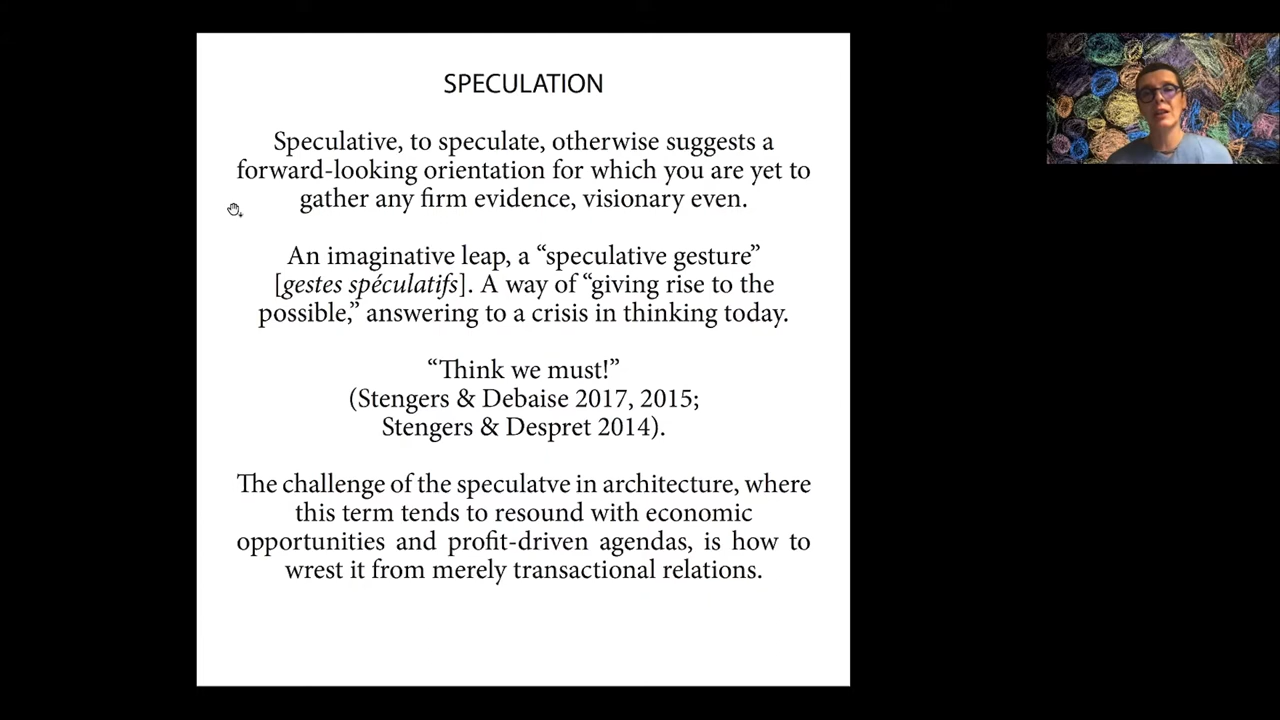 SPECULATION
Speculative, to speculate, otherwise suggests a
forward-looking orientation for which you are yet to
gather any firm evidence, visionary even.
An imaginative leap, a “speculative gesture”
[gestes spéculatifs]. A way of “giving rise to the
possible,” answering to a crisis in thinking today.
“Think we must!”
(Stengers & Debaise 2017, 2015;
Stengers & Despret 2014).
The challenge of the speculatve in architecture, where
this term tends to resound with economic
opportunities and profit-driven agendas, is how to
wrest it from merely transactional relations.